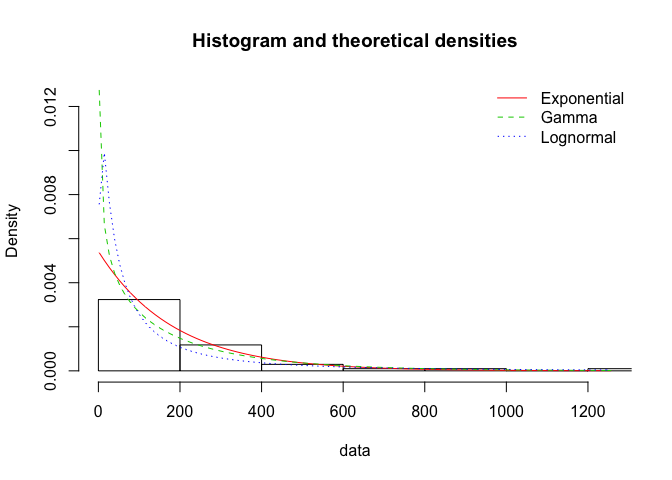 Histogram and theoretical densities
Exponential
Gamma
Lognormal
Density
0.012
0.008
0.004
0.000
0 200 400 600 800 1000 1200
data